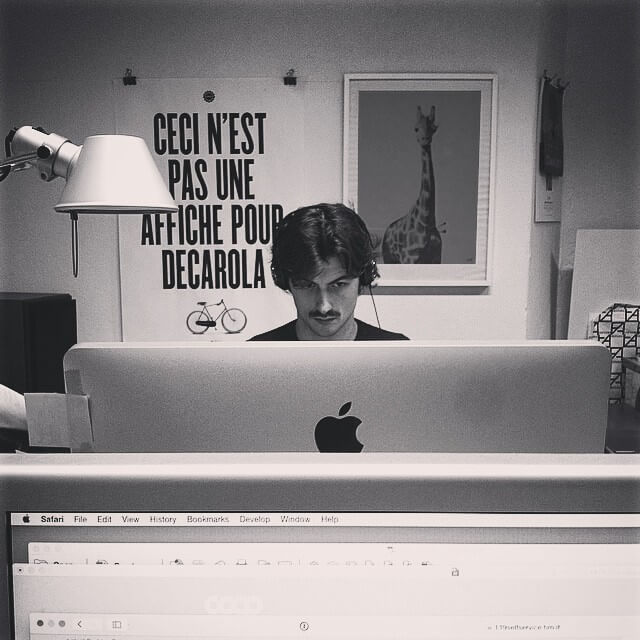 CECI N'EST
PAS UNE
AFFICHE POUR
DECAROLA
Safari File Edit View History Bookmarks Develop Window Help